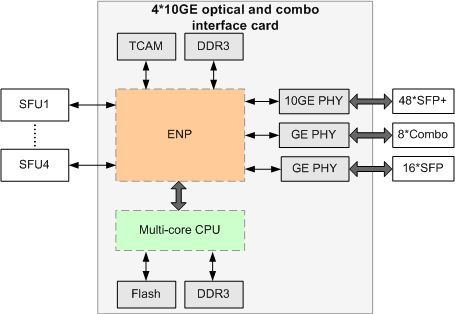 4*10GE optical and combo
interface card
TCAM
DDR3
SFU1
ENP
10GE PHY
48*SFP+
GE PHY
8*Combo
SFU4
GE PHY
16*SFP
Multi-core CPU
Flash
DDR3